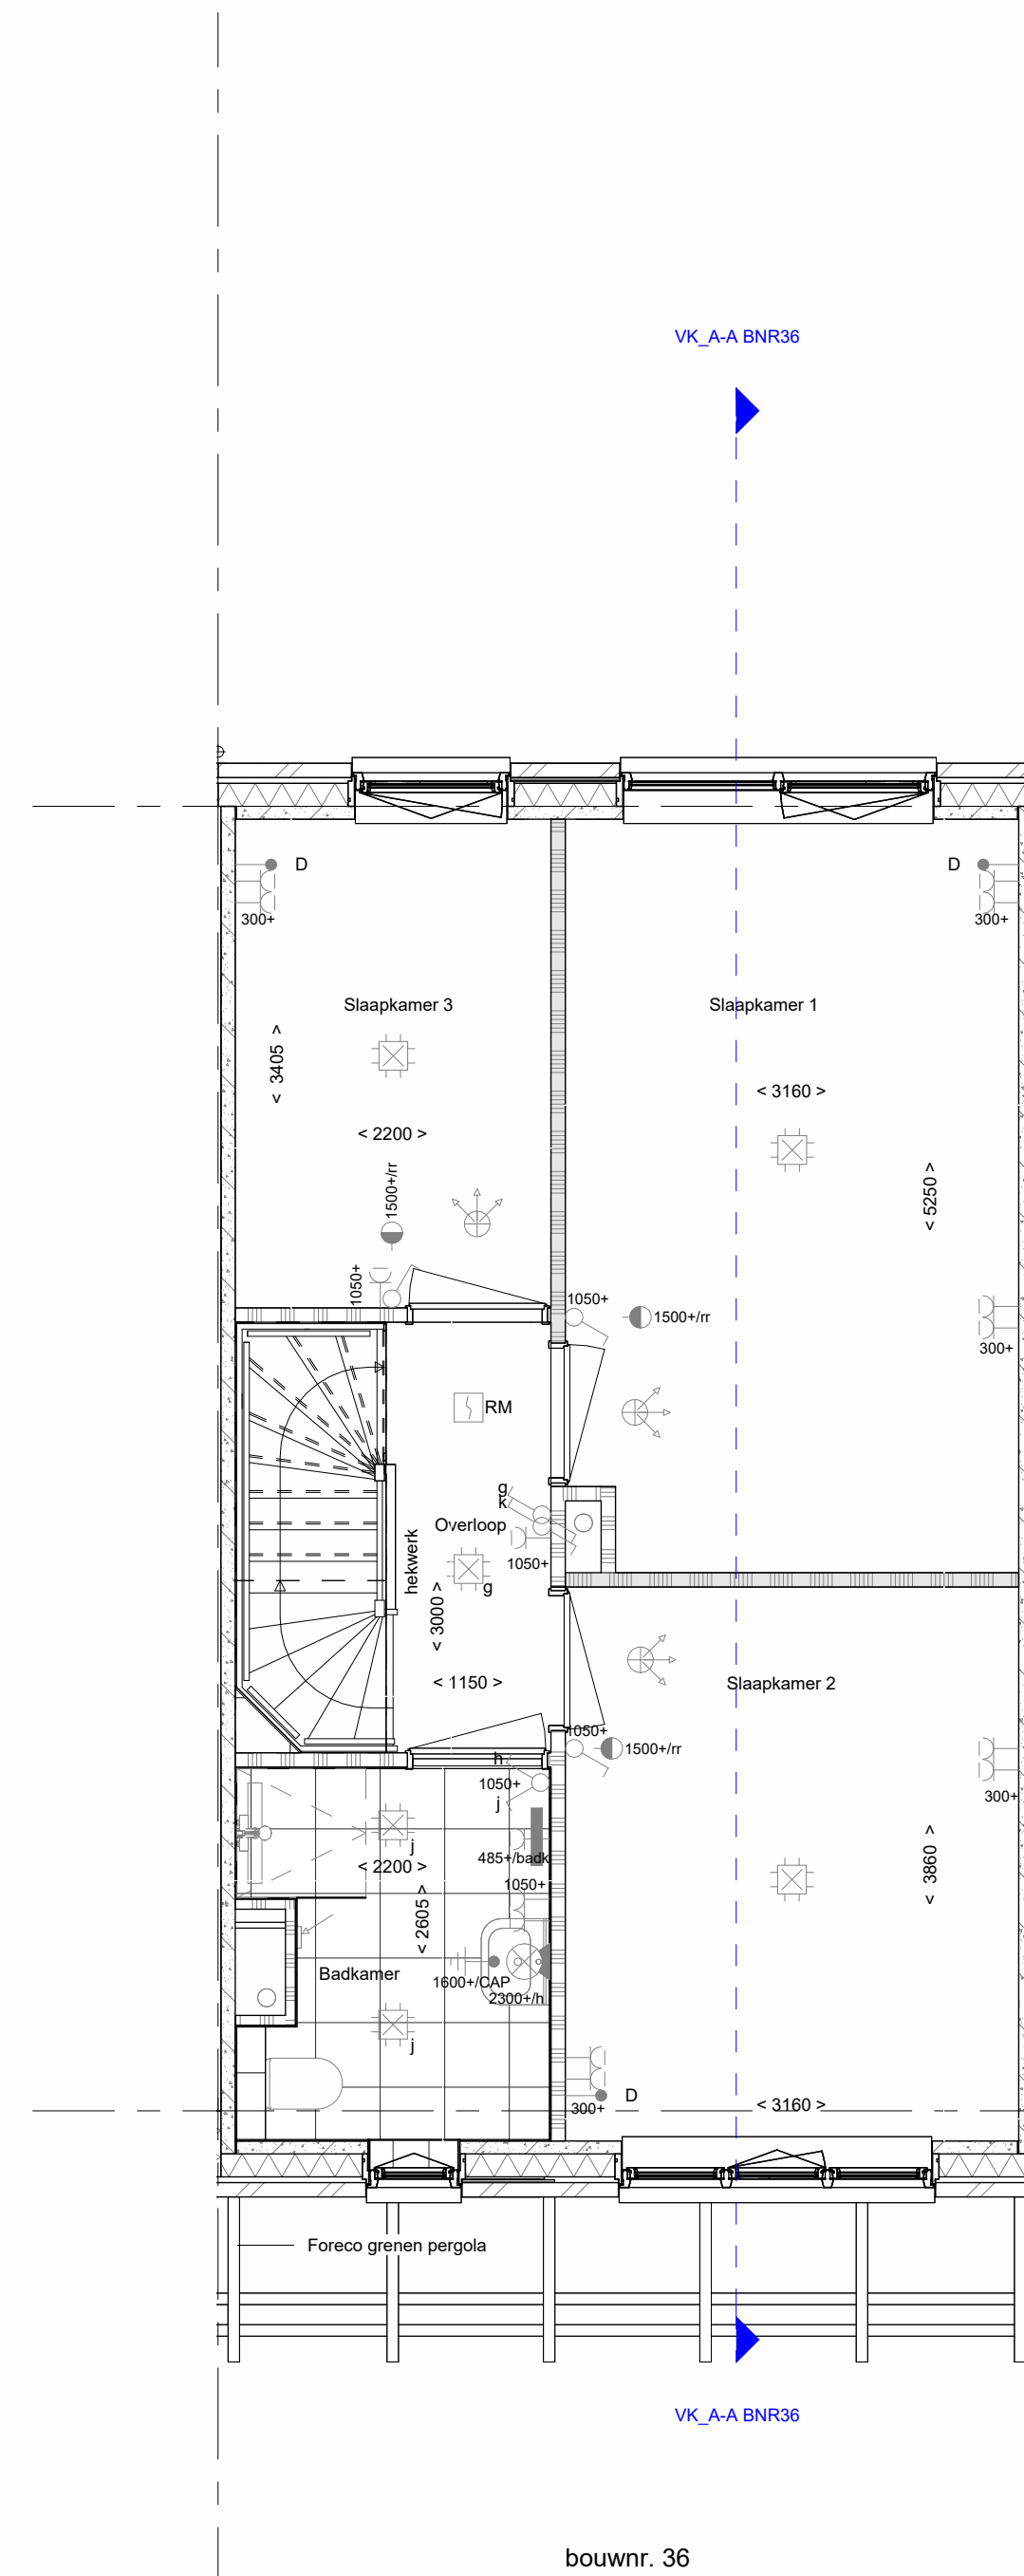 VK_A-A BNR36
D
D
300+
300+
Slaapkamer 3
Slaapkamer 1
< 3405 >
< 3160 >
< 2200 >
1500+/rr
< 5250 >
1050+
1050+
1500+/rr
300+
RM
g
k
Overloop
hekwerk
1050+
g
< 3000 >
< 1150 >
Slaapkamer 2
1050+
1500+/rr
h
1050+
300+
j
j
485+/badk
< 2200 >
1050+
< 2605 >
< 3860 >
Badkamer
1600+/CAP
2300+/h
j
D
300+
< 3160 >
Foreco grenen pergola
VK_A-A BNR36
bouwnr. 36